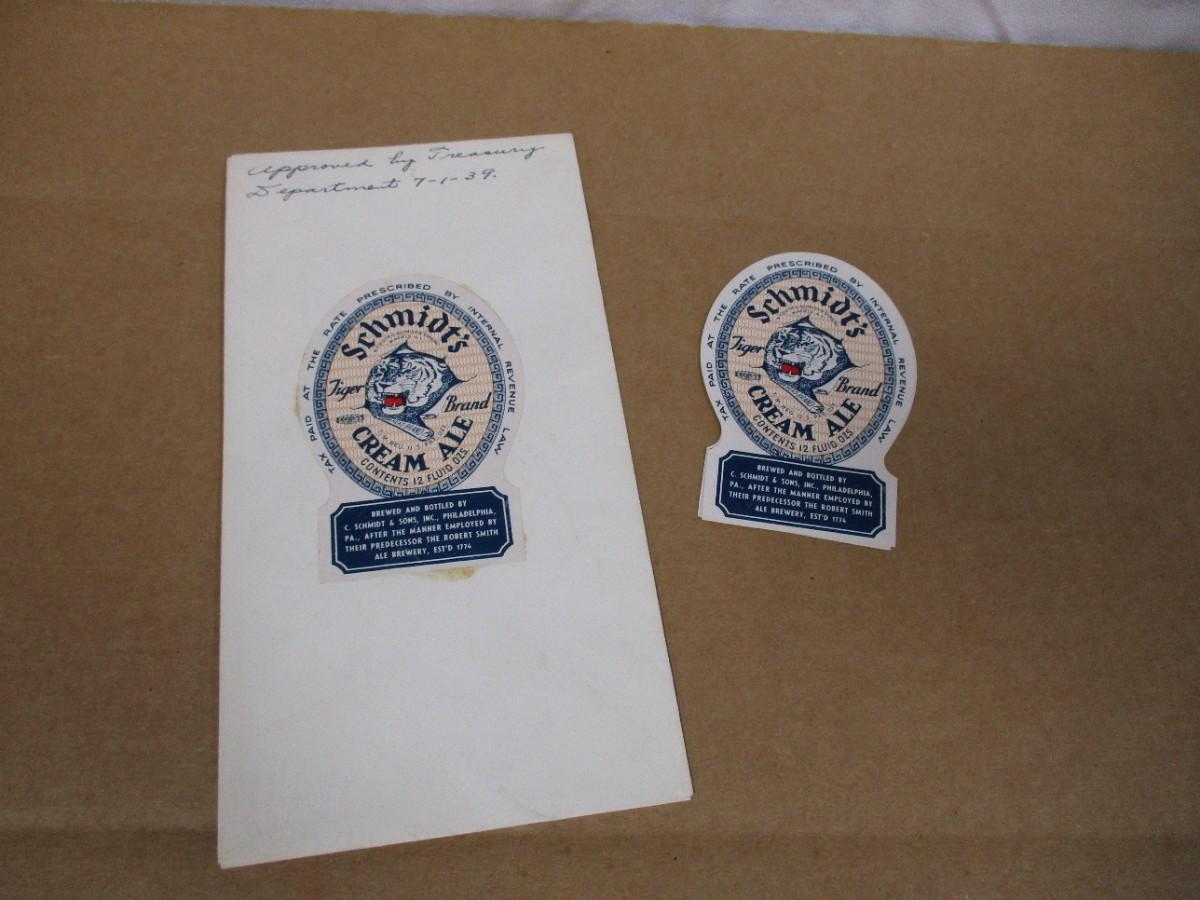 approved by Treasury
Department 7-1-39.
TAX PAID AT THE RATE PRESCRIBED BY INTERNAL REVENUE LAW
Schmidt's
Tiger Brand
CREAM ALE
CONTENTS 12 FLUID OZS.
BREWED AND BOTTLED BY
C. SCHMIDT & SONS, INC., PHILADELPHIA,
PA., AFTER THE MANNER EMPLOYED BY
THEIR PREDECESSOR THE ROBERT SMITH
ALE BREWERY, EST'D 1774
TAX PAID AT THE RATE PRESCRIBED BY INTERNAL REVENUE LAW
Schmidt's
Tiger Brand
CREAM ALE
CONTENTS 12 FLUID OZS.
BREWED AND BOTTLED BY
C. SCHMIDT & SONS, INC., PHILADELPHIA,
PA., AFTER THE MANNER EMPLOYED BY
THEIR PREDECESSOR THE ROBERT SMITH
ALE BREWERY, EST'D 1774